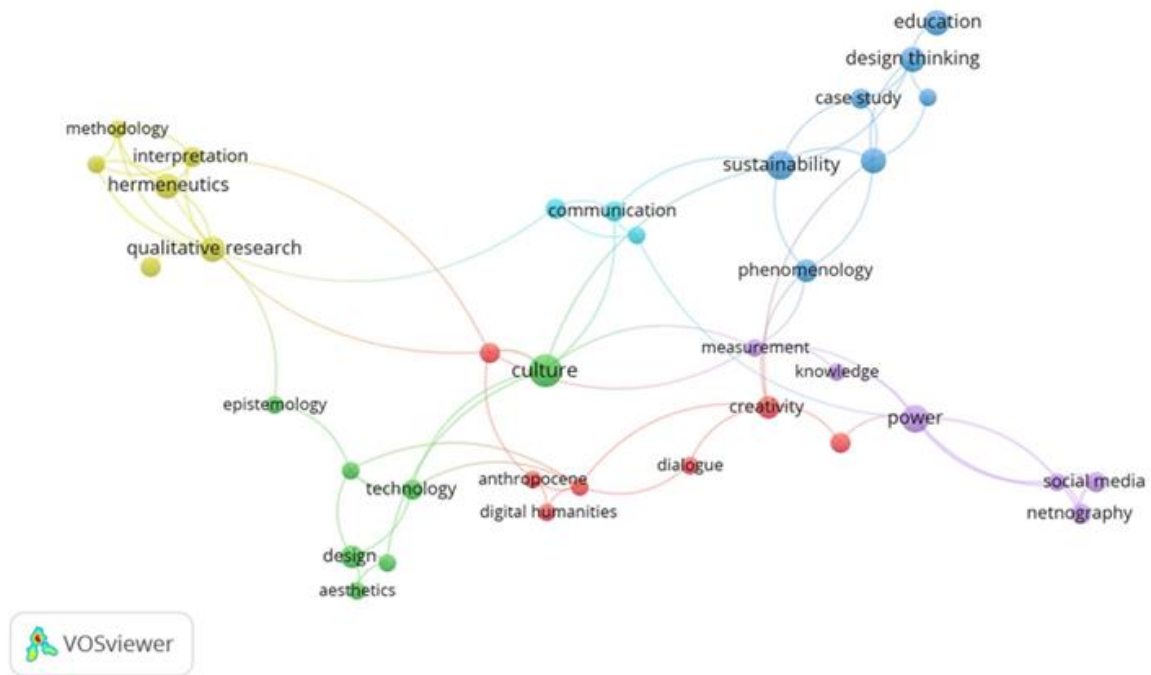 education
design thinking
case study
methodology
interpretation
sustainability
hermeneutics
communication
qualitative research
phenomenology
measurement
culture
knowledge
epistemology
creativity
power
dialogue
anthropocene
technology
social media
digital humanities
netnography
design
aesthetics
VOSviewer